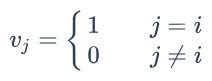 v_j = { 1 j = i
0 j ≠ i